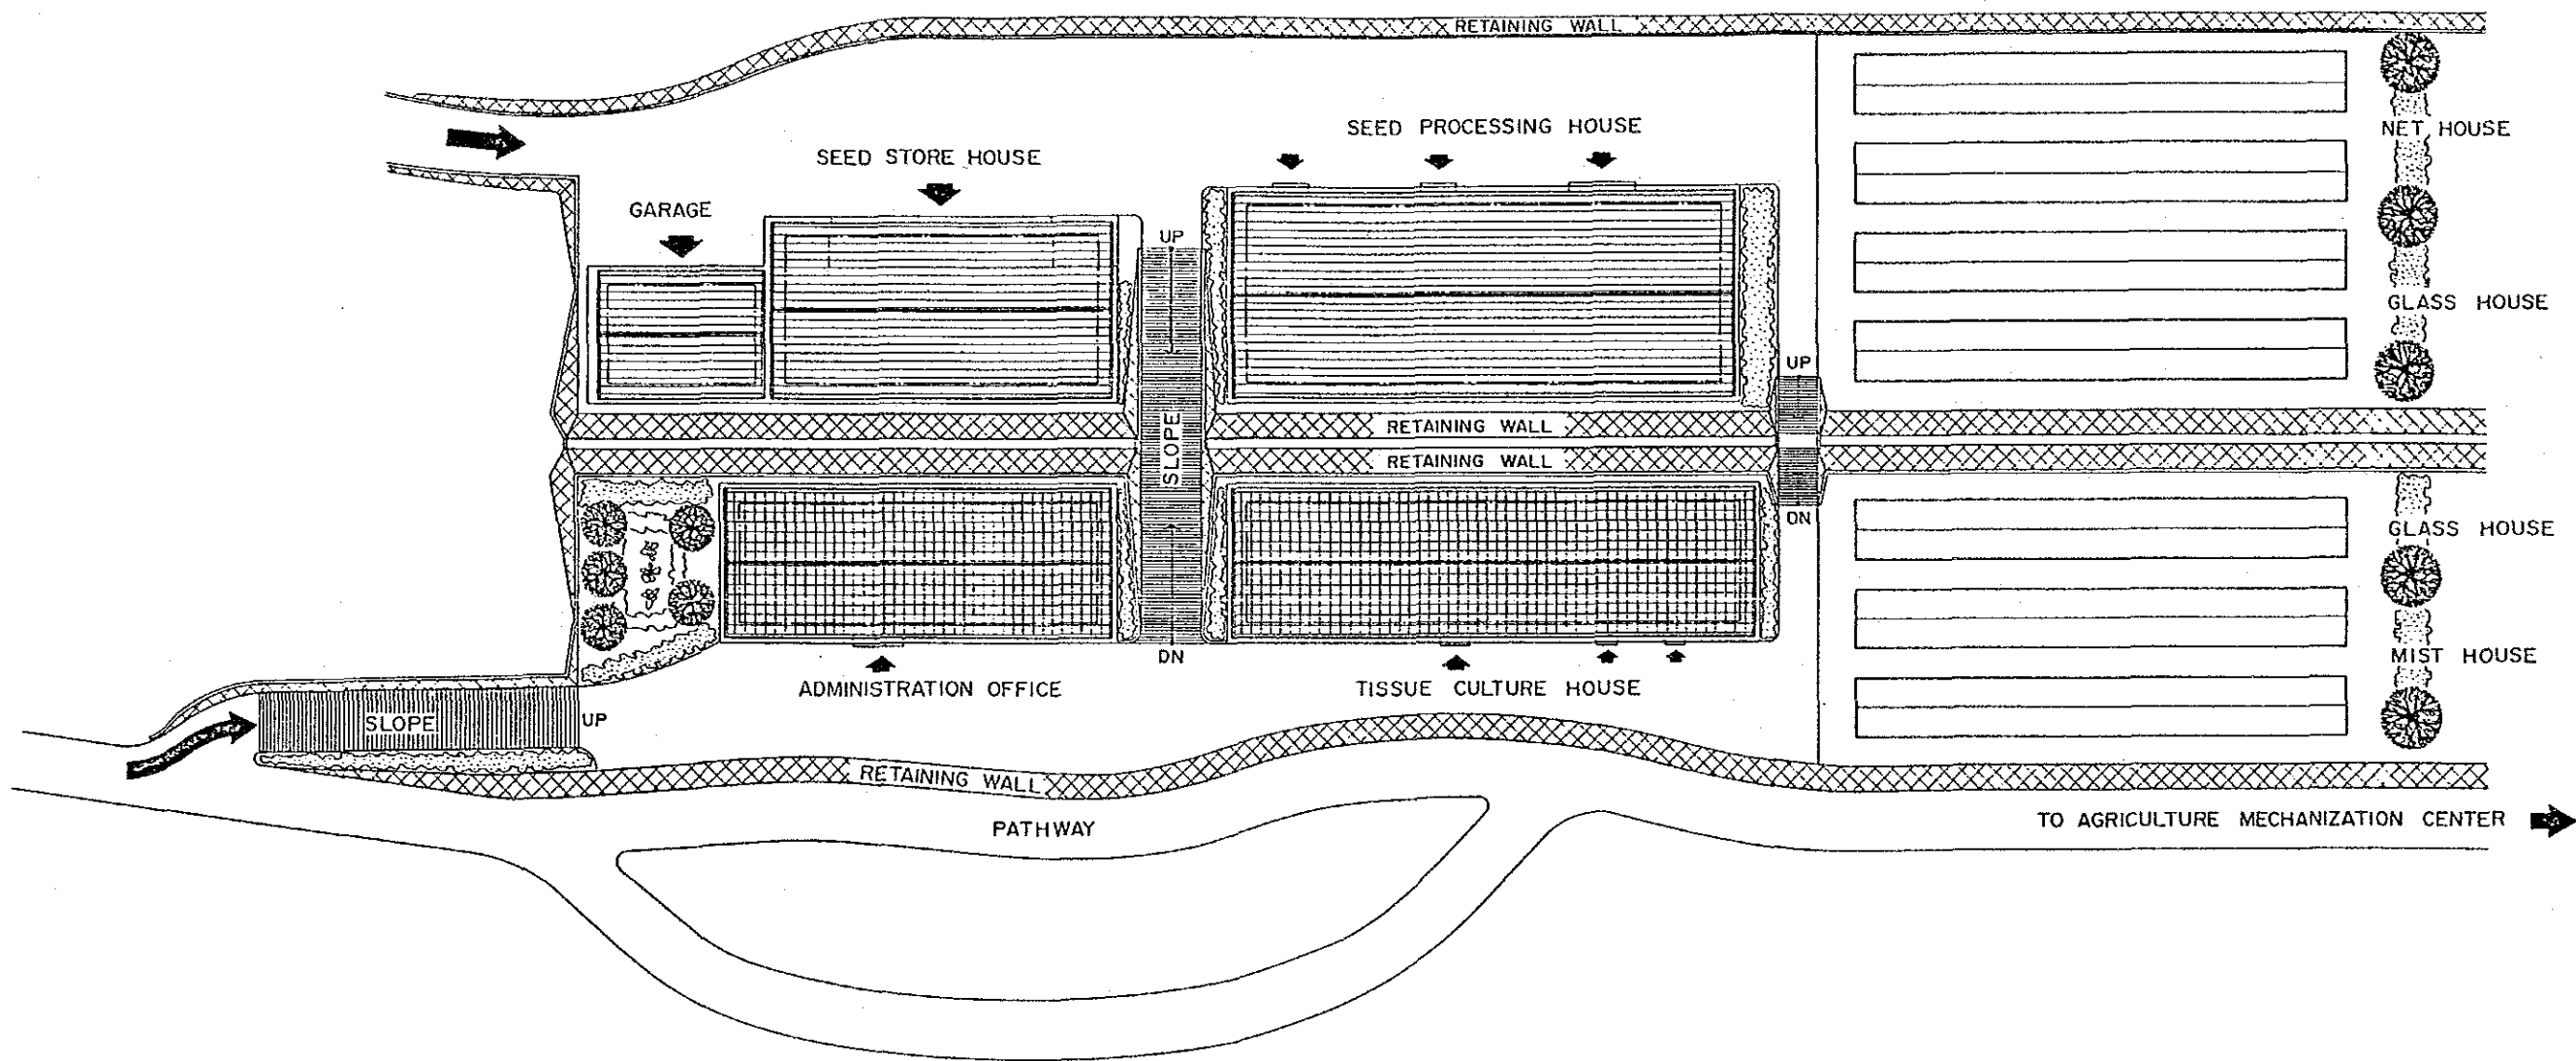 RETAINING WALL
SEED PROCESSING HOUSE
NET HOUSE
SEED STORE HOUSE
GARAGE
UP
GLASS HOUSE
UP
SLOPE
RETAINING WALL
RETAINING WALL
DN
GLASS HOUSE
DN
MIST HOUSE
ADMINISTRATION OFFICE
TISSUE CULTURE HOUSE
SLOPE
UP
RETAINING WALL
PATHWAY
TO AGRICULTURE MECHANIZATION CENTER